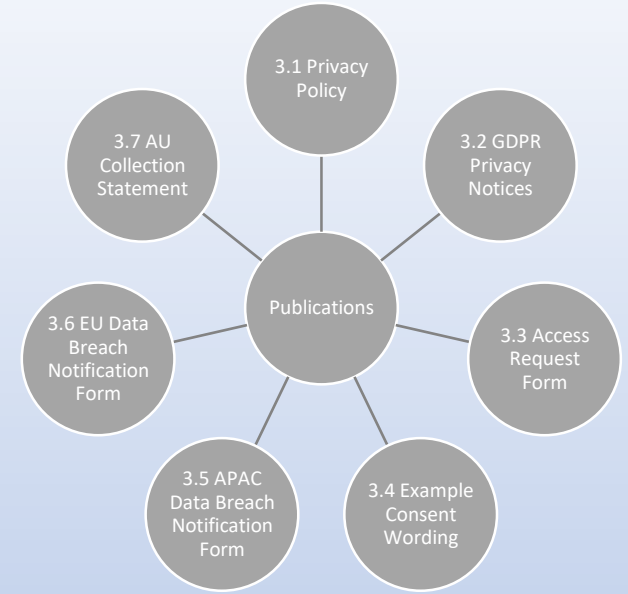 3.1 Privacy
Policy
3.2 GDPR
Privacy
Notices
3.3 Access
Request
Form
3.4 Example
Consent
Wording
3.5 APAC
Data Breach
Notification
Form
3.6 EU Data
Breach
Notification
Form
3.7 AU
Collection
Statement
Publications